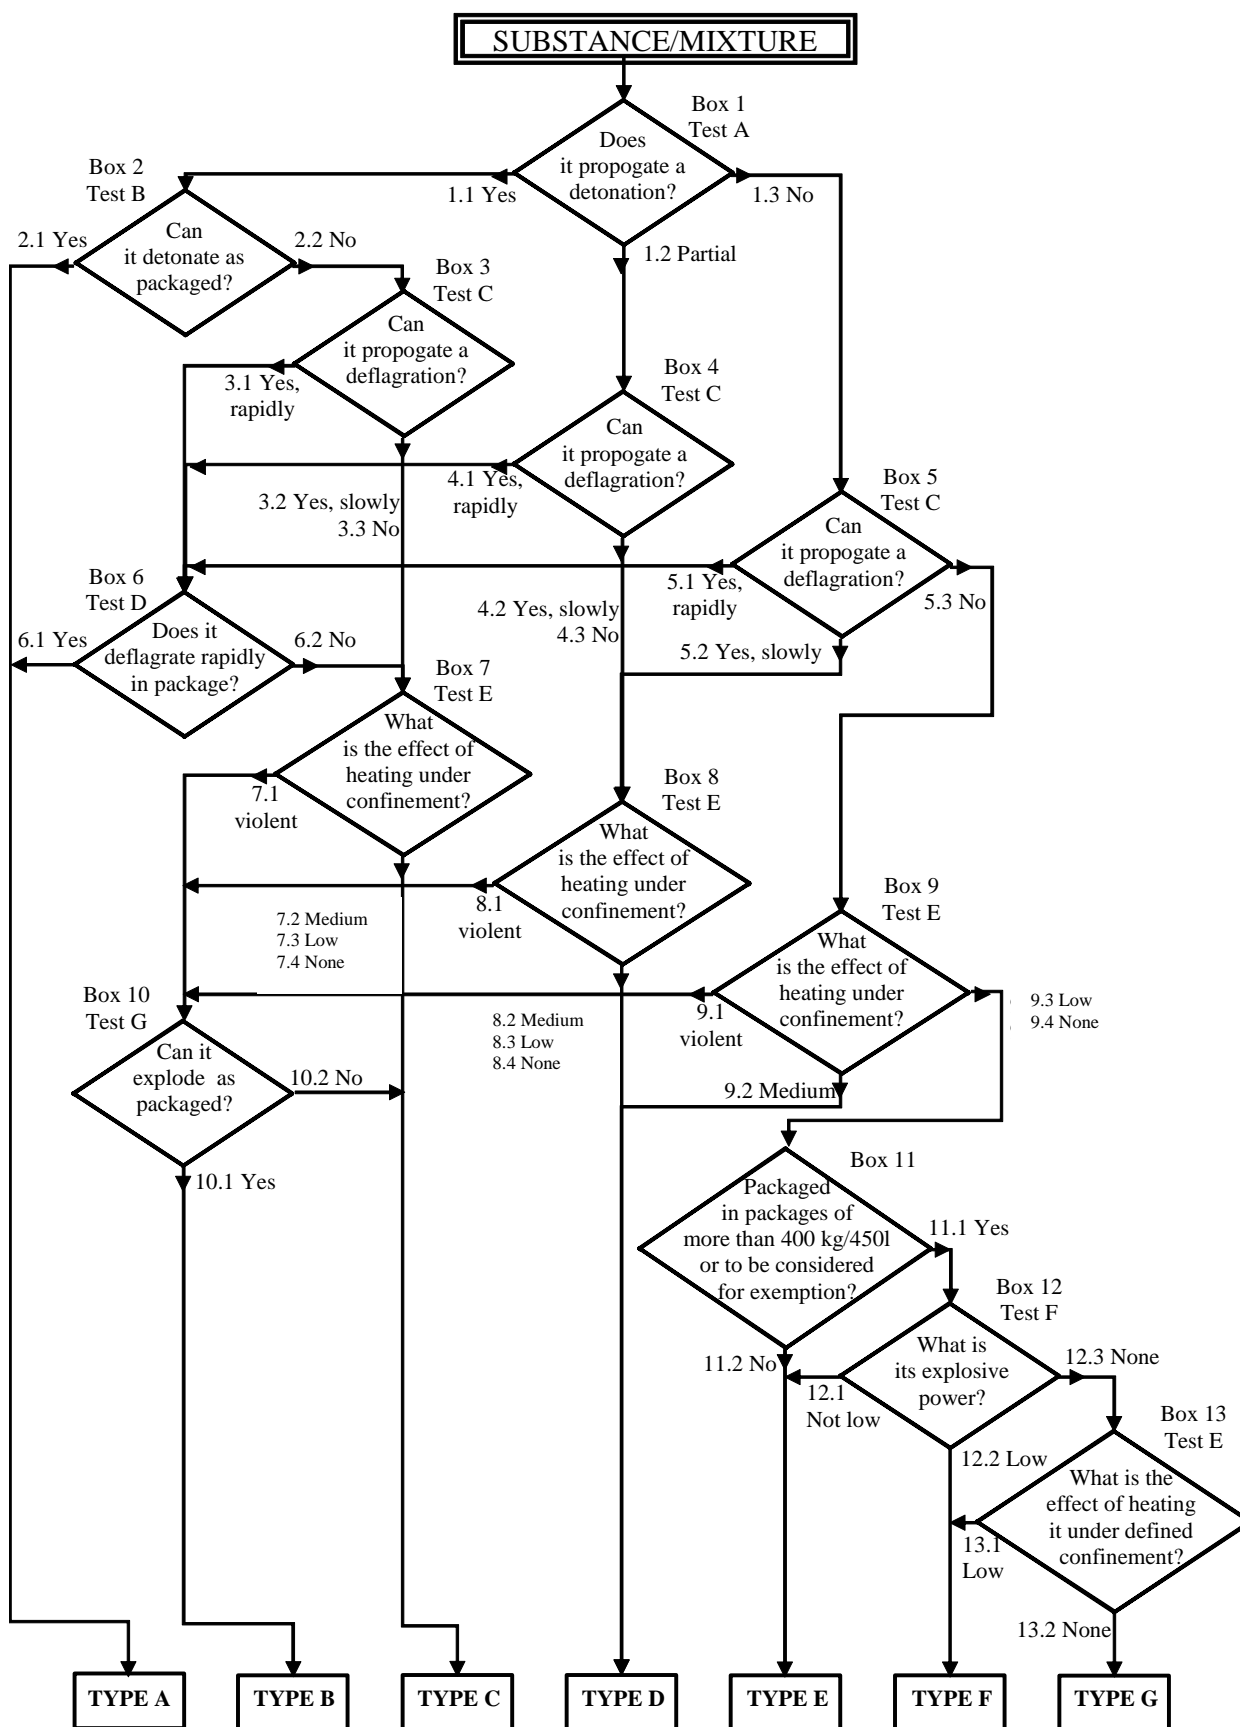 SUBSTANCE/MIXTURE
Box 1
Test A
Does
it propogate a
detonation?
1.1 Yes
1.3 No
1.2 Partial
Box 2
Test B
Can
it detonate as
packaged?
2.1 Yes
2.2 No
Box 3
Test C
Can
it propogate a
deflagration?
3.1 Yes,
rapidly
3.2 Yes, slowly
3.3 No
Box 4
Test C
Can
it propogate a
deflagration?
4.1 Yes,
rapidly
4.2 Yes, slowly
4.3 No
Box 5
Test C
Can
it propogate a
deflagration?
5.1 Yes,
rapidly
5.3 No
5.2 Yes, slowly
Box 6
Test D
Does it
deflagrate rapidly
in package?
6.1 Yes
6.2 No
Box 7
Test E
What
is the effect of
heating under
confinement?
7.1
violent
7.2 Medium
7.3 Low
7.4 None
Box 8
Test E
What
is the effect of
heating under
confinement?
8.1
violent
8.2 Medium
8.3 Low
8.4 None
Box 9
Test E
What
is the effect of
heating under
confinement?
9.1
violent
9.3 Low
9.4 None
9.2 Medium
Box 10
Test G
Can it
explode as
packaged?
10.2 No
10.1 Yes
Box 11
Packaged
in packages of
more than 400 kg/450l
or to be considered
for exemption?
11.1 Yes
11.2 No
Box 12
Test F
What is
its explosive
power?
12.1
Not low
12.3 None
12.2 Low
Box 13
Test E
What is the
effect of heating
it under defined
confinement?
13.1
Low
13.2 None
TYPE A
TYPE B
TYPE C
TYPE D
TYPE E
TYPE F
TYPE G